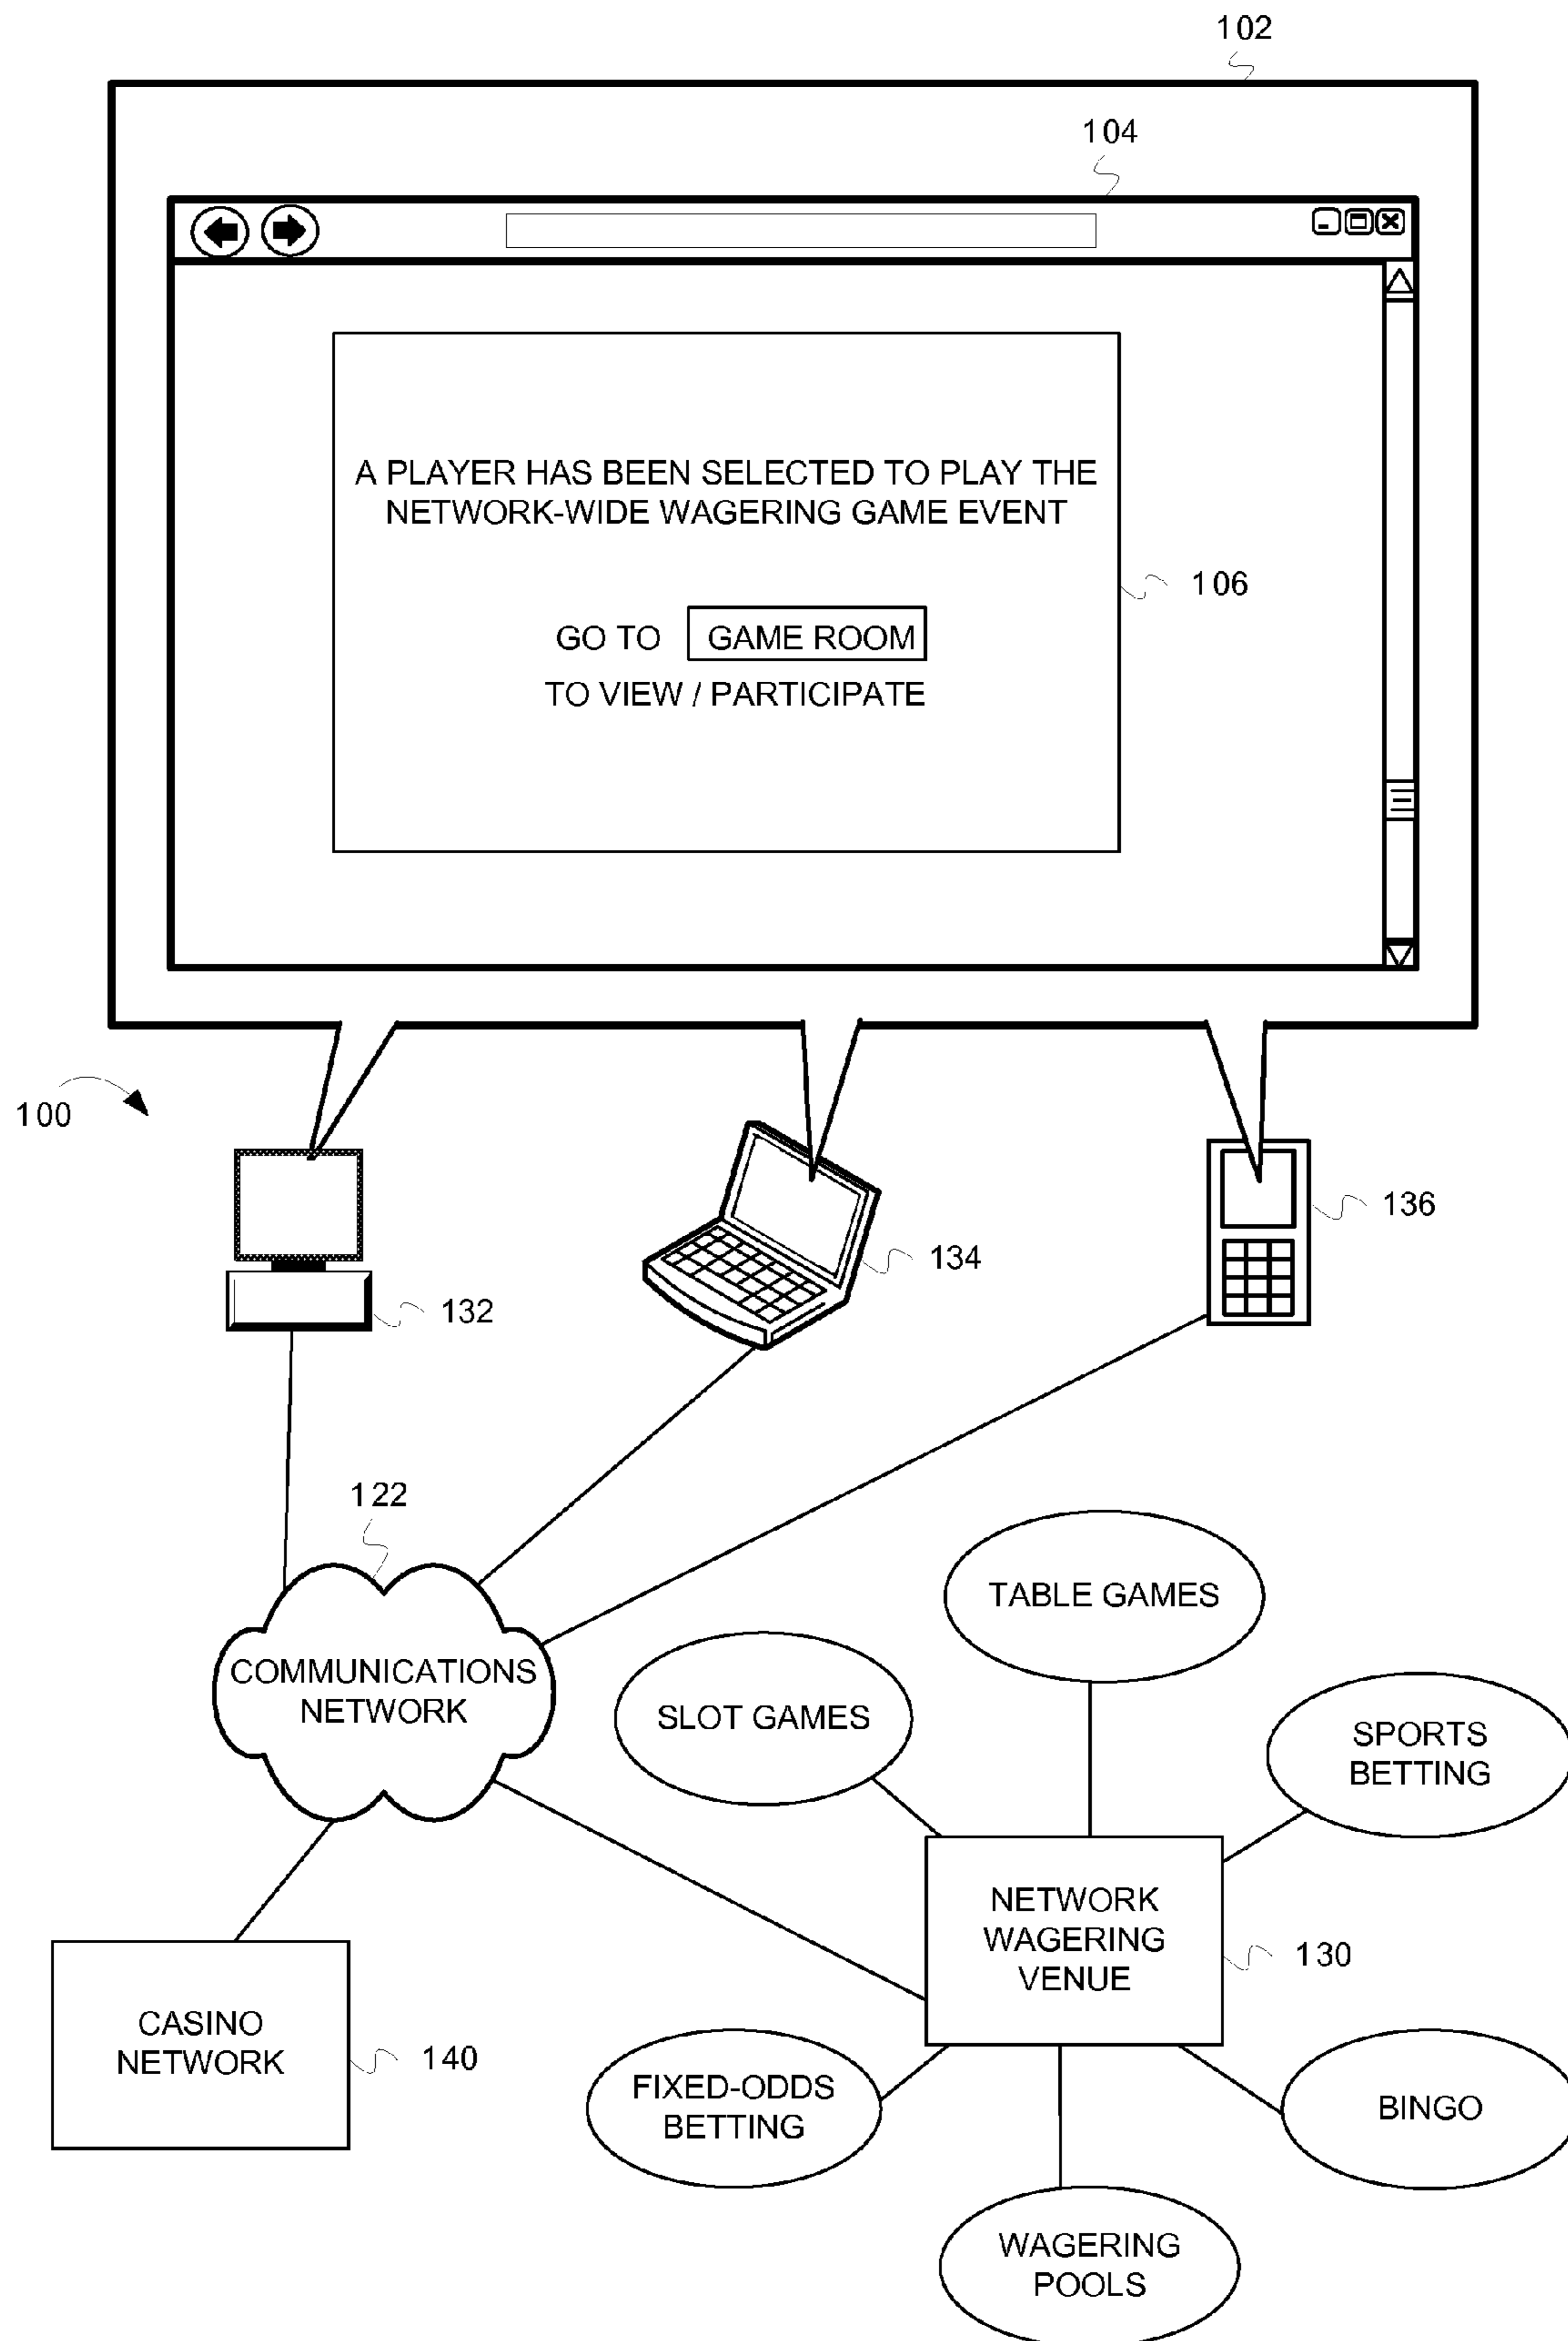 102
104
A PLAYER HAS BEEN SELECTED TO PLAY THE
NETWORK-WIDE WAGERING GAME EVENT
106
GO TO GAME ROOM
TO VIEW / PARTICIPATE
100
136
134
132
122
TABLE GAMES
COMMUNICATIONS
NETWORK
SLOT GAMES
SPORTS
BETTING
NETWORK
WAGERING
VENUE
130
CASINO
NETWORK
140
FIXED-ODDS
BETTING
BINGO
WAGERING
POOLS